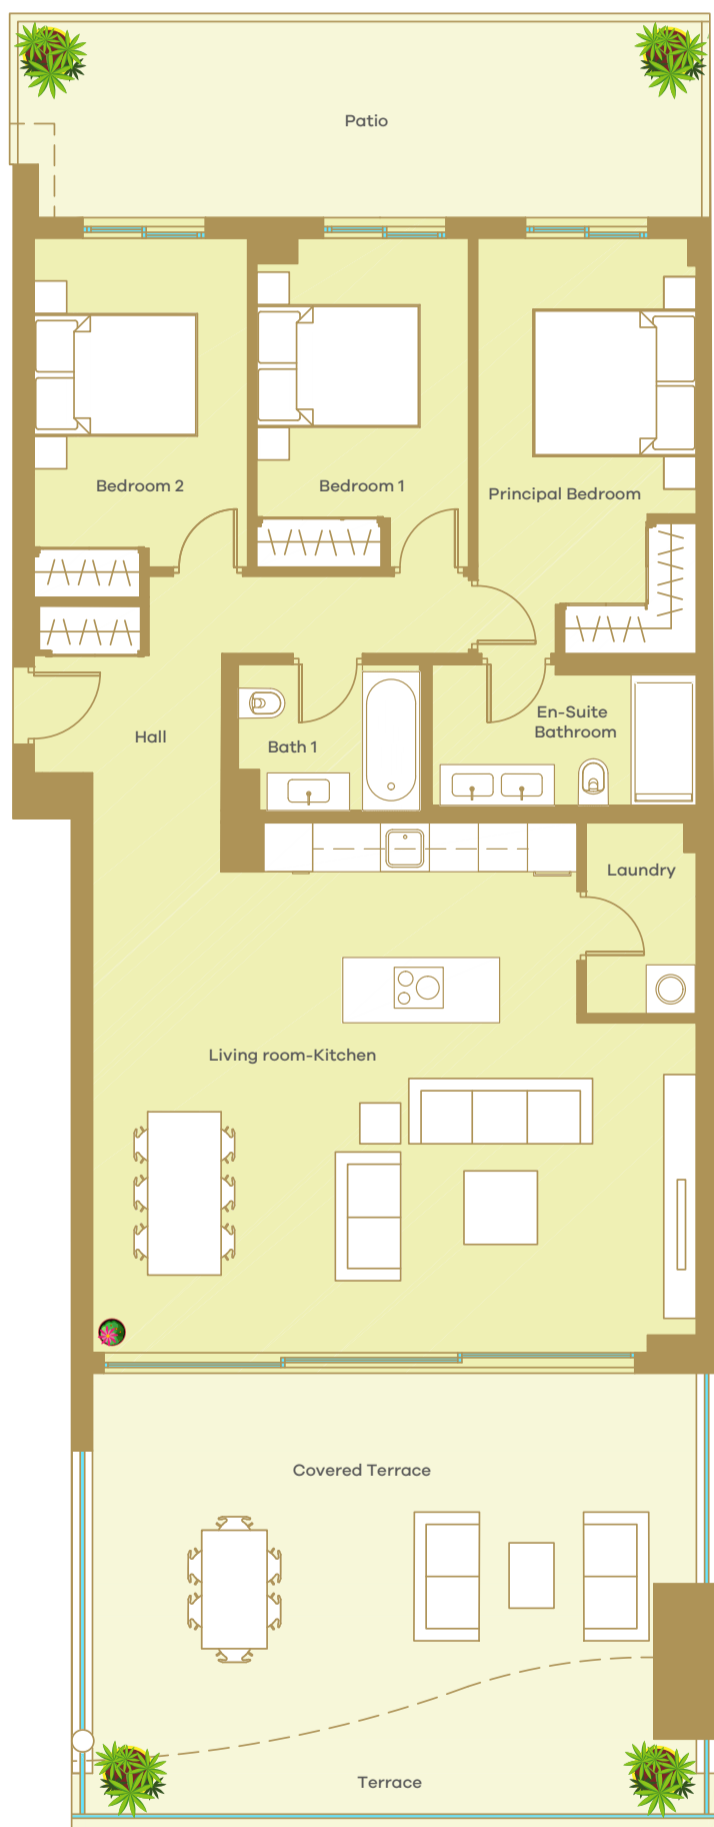 Patio
Bedroom 2
Bedroom 1
Principal Bedroom
Hall
Bath 1
En-Suite
Bathroom
Laundry
Living room-Kitchen
Covered Terrace
Terrace